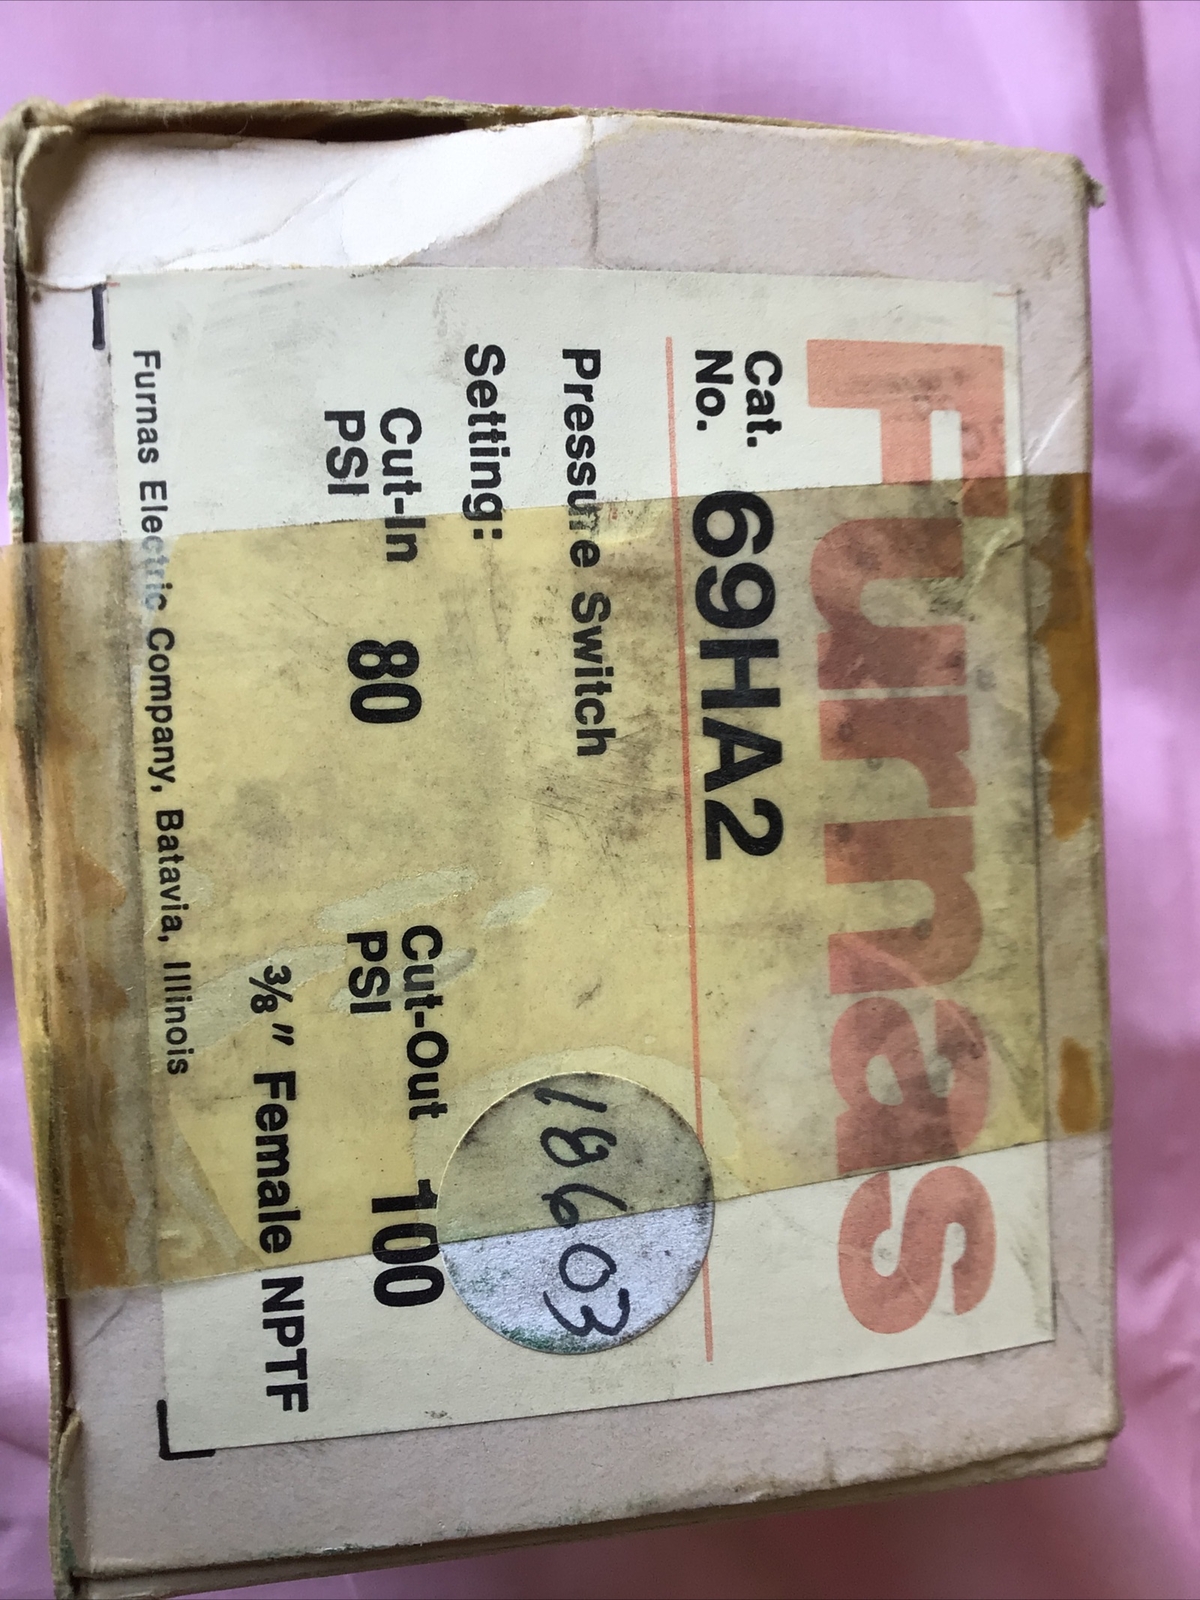 Furnas
Cat.
No. 69HA2
Pressure Switch
18603
Setting:
Cut-In
PSI 80
Cut-Out
PSI 100
3/8" Female NPTF
Furnas Electric Company, Batavia, Illinois